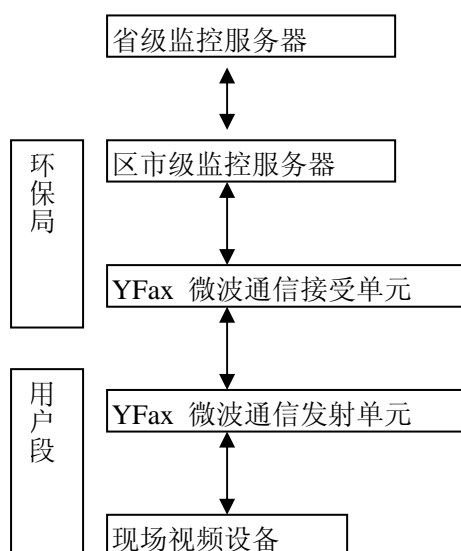 省级监控服务器
环保局
区市级监控服务器
YFax 微波通信接受单元
用户段
YFax 微波通信发射单元
现场视频设备